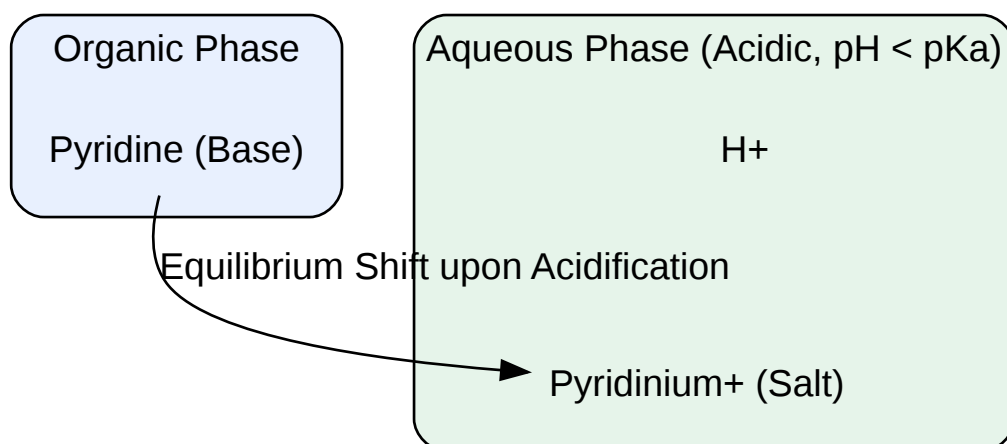 Organic Phase
Pyridine (Base)
Aqueous Phase (Acidic, pH < pKa)
H+
Equilibrium Shift upon Acidification
Pyridinium+ (Salt)